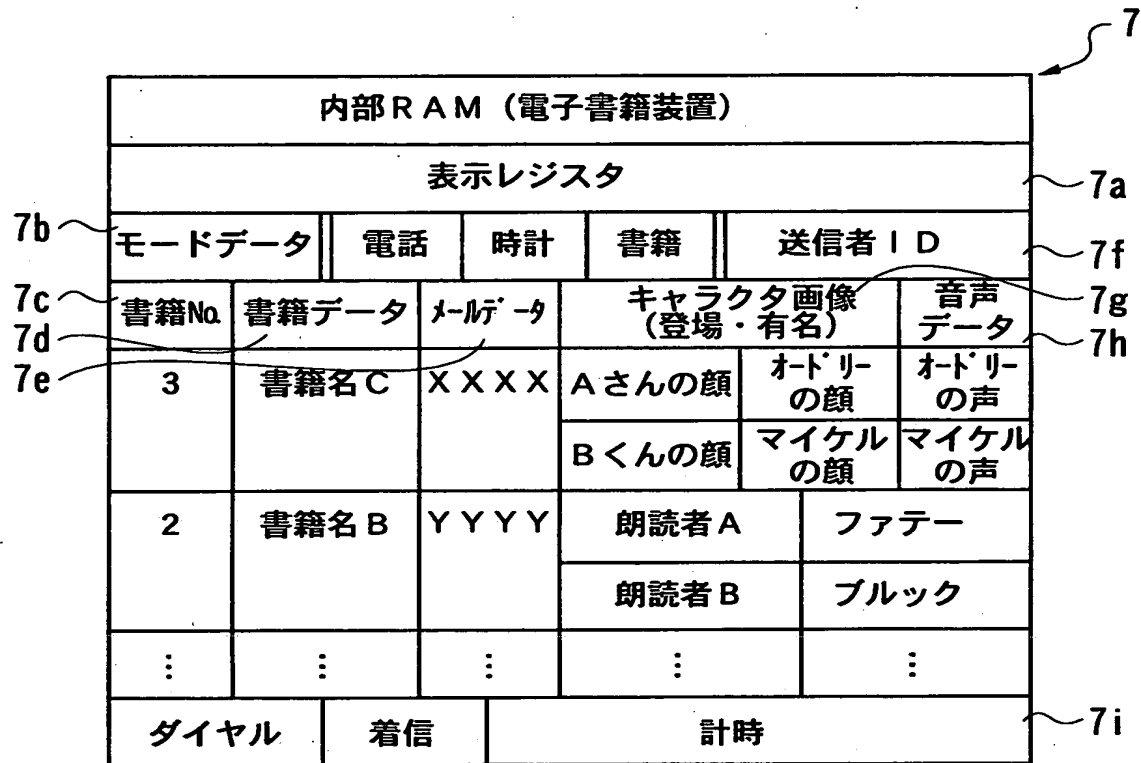 7
内部RAM（電子書籍装置）
表示レジスタ 7a
7b モードデータ 電話 時計 書籍 送信者ID 7f
7c 書籍No. 書籍データ メールデータ キャラクタ画像 音声 7g
7d (登場・有名) データ 7h
7e 3 書籍名C XXXX Aさんの顔 オードリー オードリー
の顔 の声
Bくんの顔 マイケル マイケル
の顔 の声
2 書籍名B YYYY 朗読者A ファテー
朗読者B ブルック
⋮ ⋮ ⋮ ⋮ ⋮
ダイヤル 着信 計時 7i